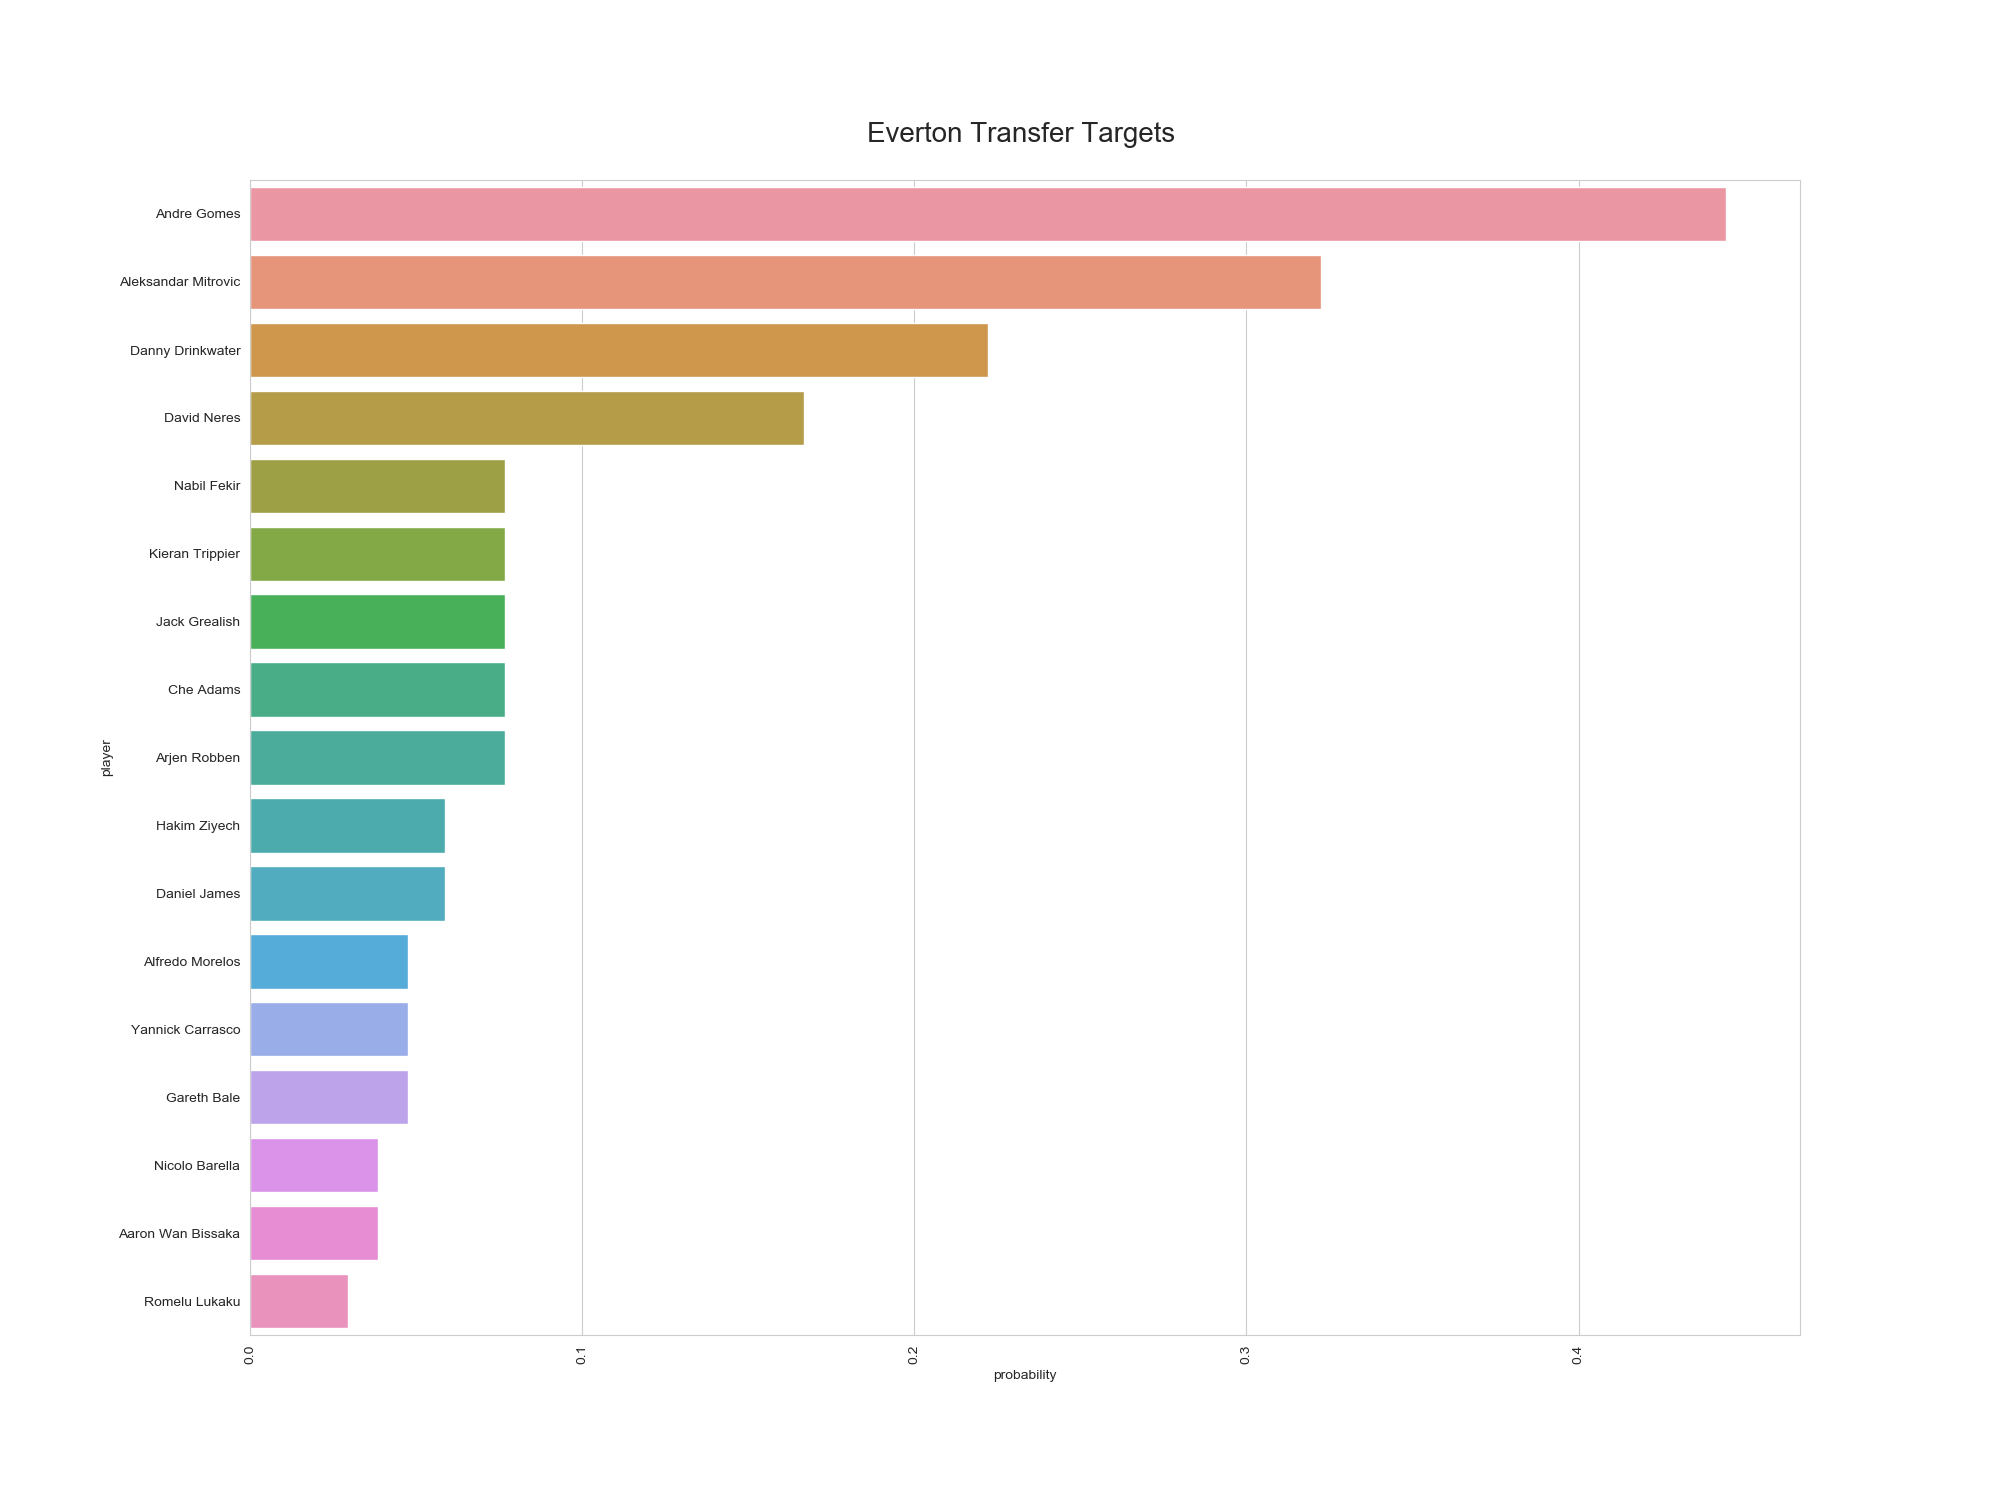 Everton Transfer Targets
Andre Gomes
Aleksandar Mitrovic
Danny Drinkwater
David Neres
Nabil Fekir
Kieran Trippier
Jack Grealish
Che Adams
Arjen Robben
Hakim Ziyech
Daniel James
Alfredo Morelos
Yannick Carrasco
Gareth Bale
Nicolo Barella
Aaron Wan Bissaka
Romelu Lukaku
player
0.0
0.1
0.2
0.3
0.4
probability